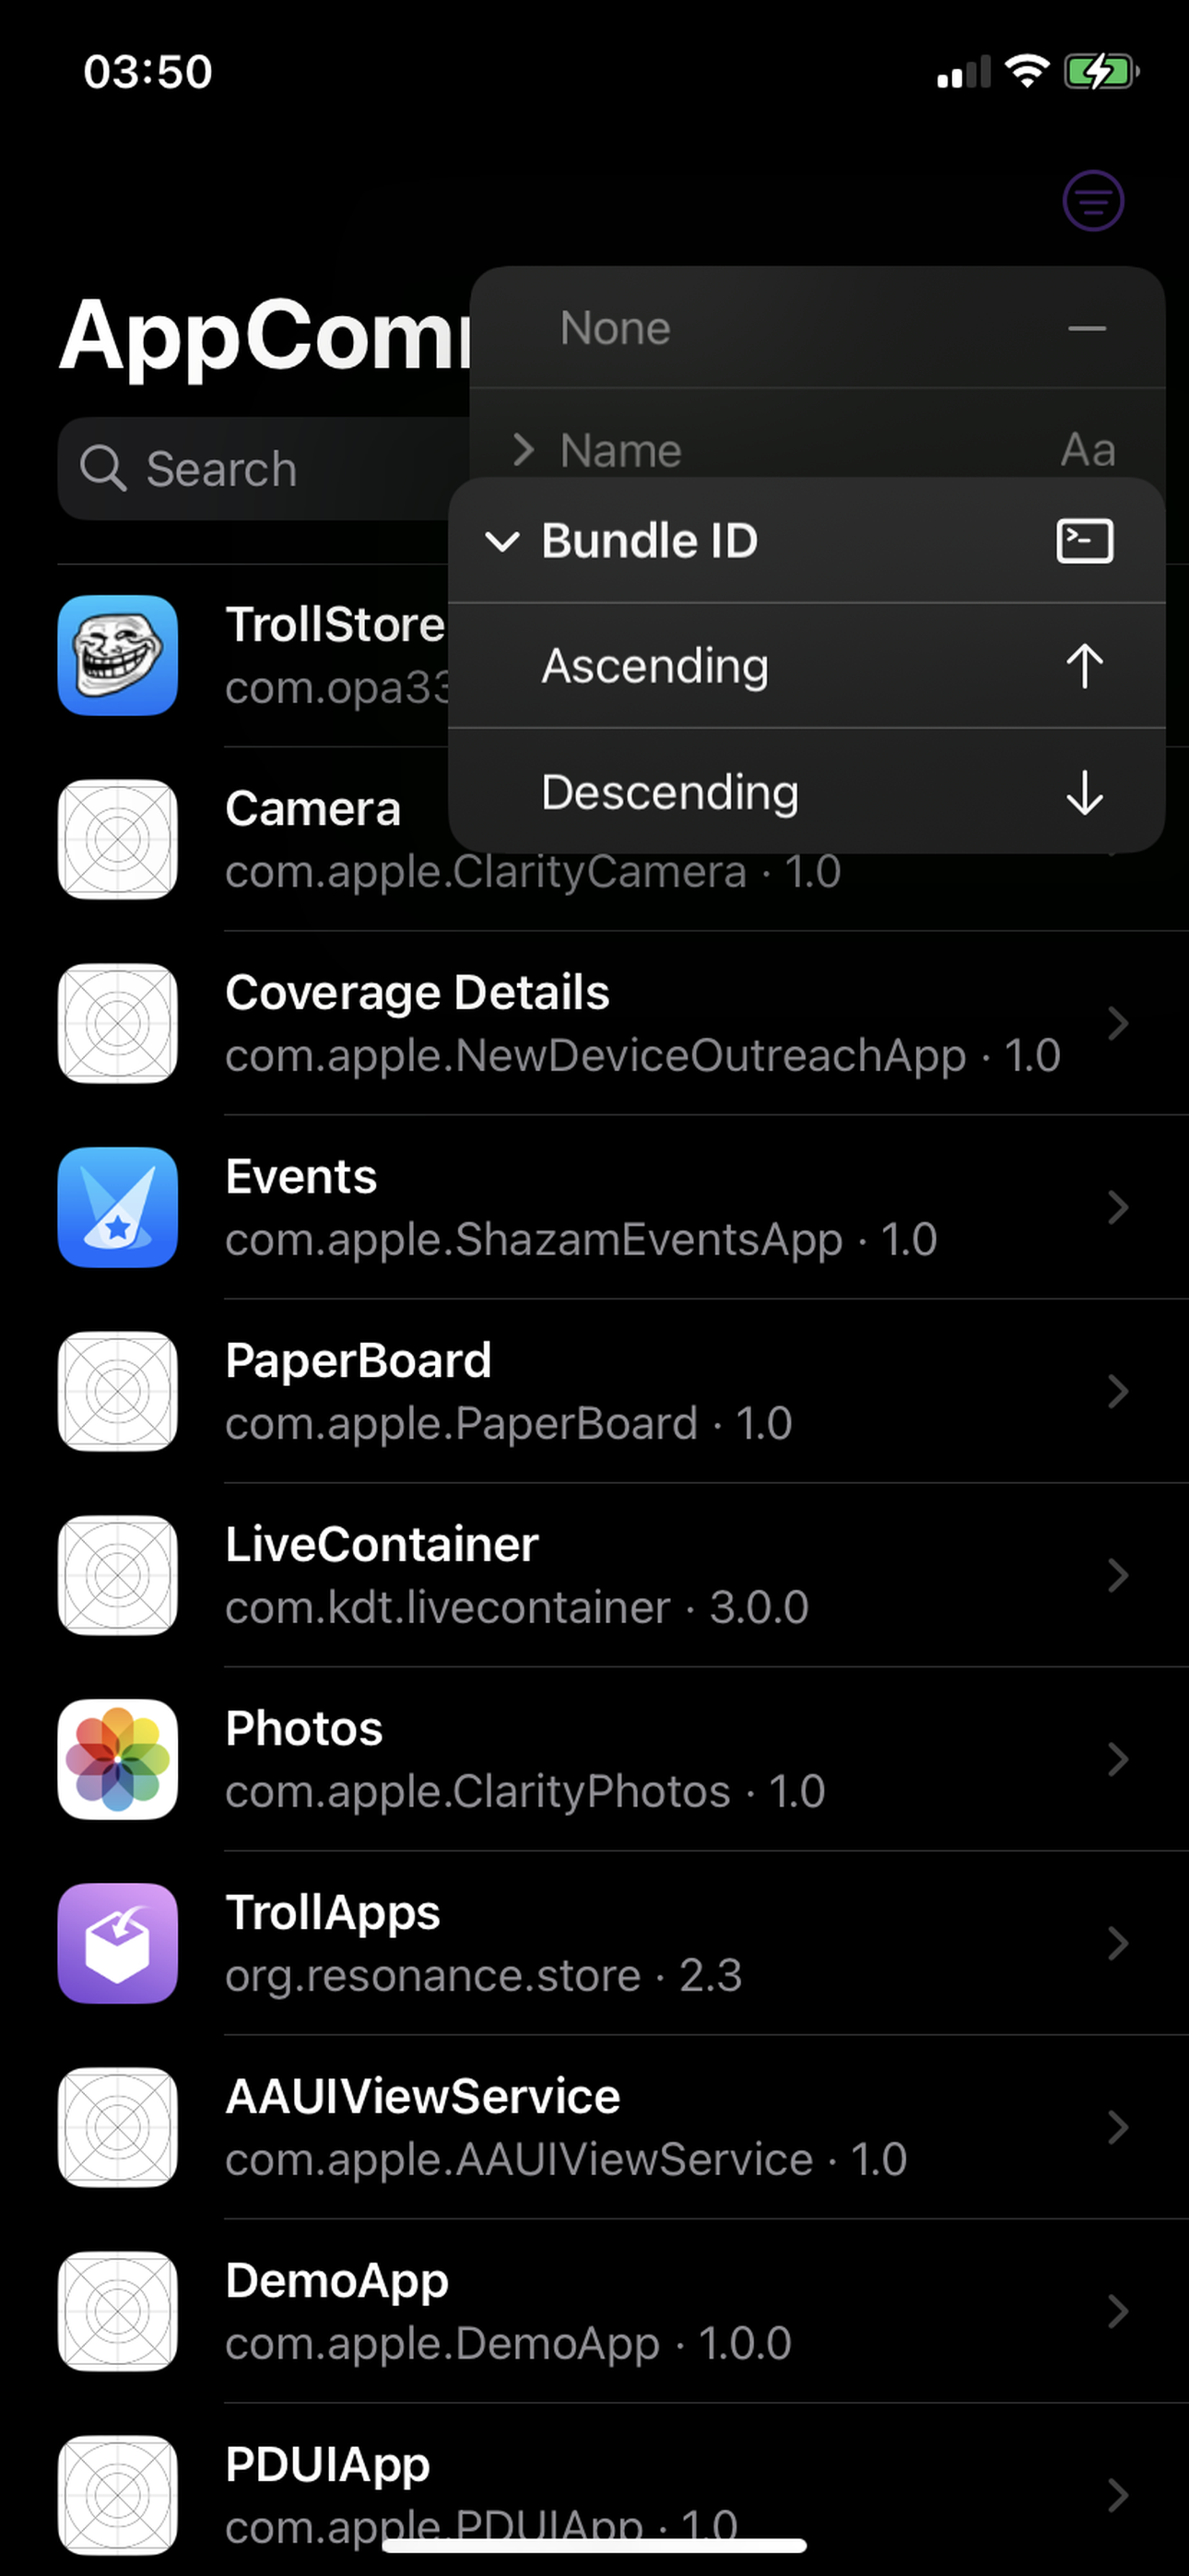 03:50
None
AppCom
Name Aa
Search
Bundle ID
Ascending
Descending
TrollStore
com.opa33
Camera
com.apple.ClarityCamera · 1.0
Coverage Details
com.apple.NewDeviceOutreachApp · 1.0
Events
com.apple.ShazamEventsApp · 1.0
PaperBoard
com.apple.PaperBoard · 1.0
LiveContainer
com.kdt.livecontainer · 3.0.0
Photos
com.apple.ClarityPhotos · 1.0
TrollApps
org.resonance.store · 2.3
AAUIViewService
com.apple.AAUIViewService · 1.0
DemoApp
com.apple.DemoApp · 1.0.0
PDUIApp
com.apple.PDUIApp · 1.0